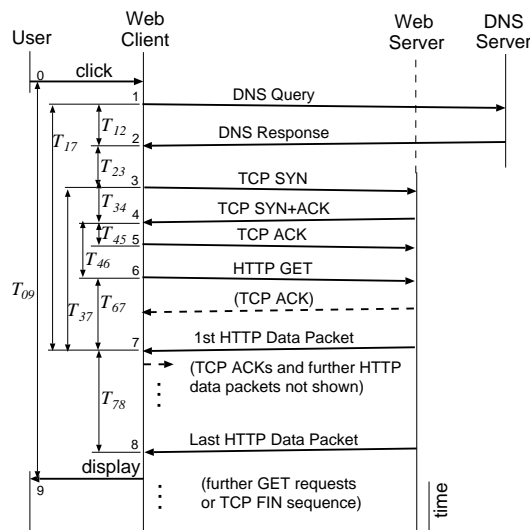 User
Web
Client
Web
Server
DNS
Server
0
click
1
DNS Query
T12
T17
DNS Response
2
T23
TCP SYN
3
T34
TCP SYN+ACK
4
T45
TCP ACK
5
T46
HTTP GET
6
T09
T37
T67
(TCP ACK)
1st HTTP Data Packet
7
(TCP ACKs and further HTTP
data packets not shown)
T78
Last HTTP Data Packet
8
display
9
(further GET requests
or TCP FIN sequence)
time